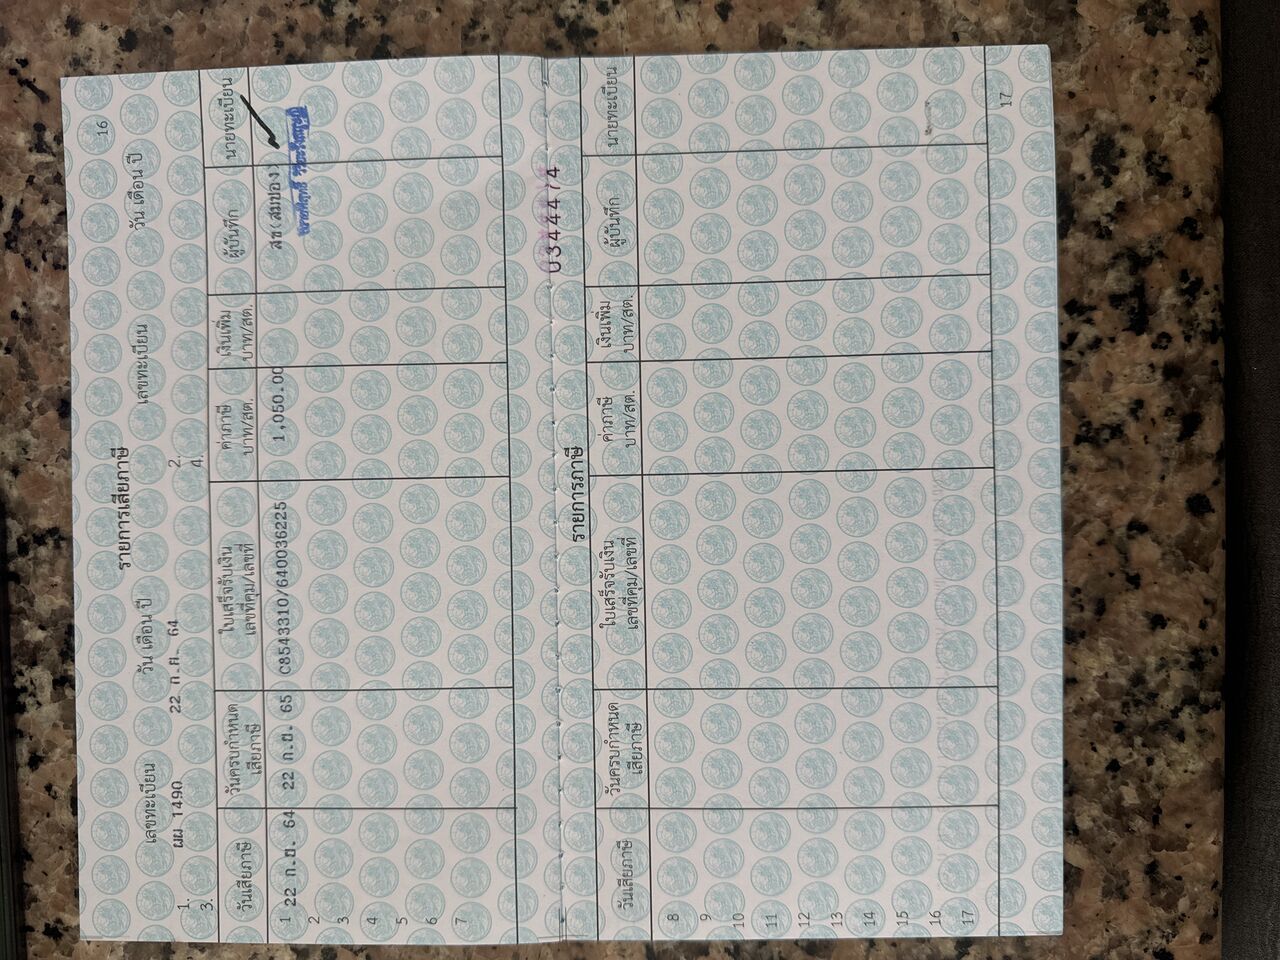 16
รายการเสียภาษี
เลขทะเบียน วัน เดือน ปี เลขทะเบียน วัน เดือน ปี
1. ผผ 1490 22 ก.ย. 64 2.
3. 4.
วันเสียภาษี วันครบกำหนด เสียภาษี ใบเสร็จรับเงิน เลขที่คุม/เลขที่ ค่าภาษี บาท/สต. เงินเพิ่ม บาท/สต. ผู้บันทึก นายทะเบียน
1 22 ก.ย. 64 22 ก.ย. 65 C8543310/640036225 1,050.00 สข(สมปอง)
2
3
4
5
6
7
0344474
รายการภาษี
วันเสียภาษี วันครบกำหนด เสียภาษี ใบเสร็จรับเงิน เลขที่คุม/เลขที่ ค่าภาษี บาท/สต. เงินเพิ่ม บาท/สต. ผู้บันทึก นายทะเบียน
8
9
10
11
12
13
14
15
16
17
17